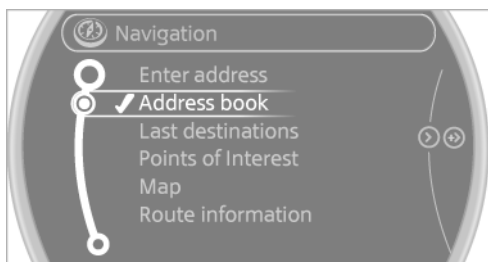 Navigation
Enter address
Address book
Last destinations
Points of Interest
Map
Route information